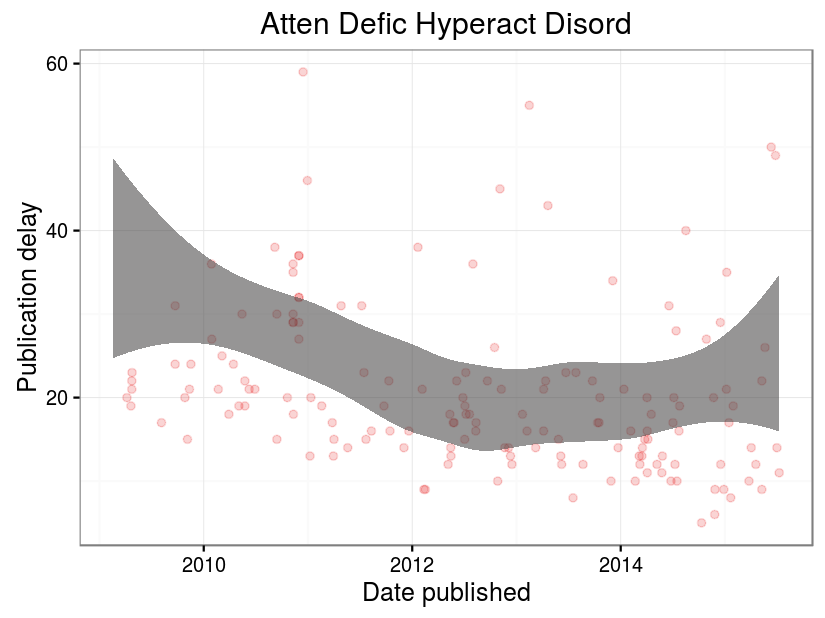 Atten Defic Hyperact Disord
60
40
20
Publication delay
2010 2012 2014
Date published